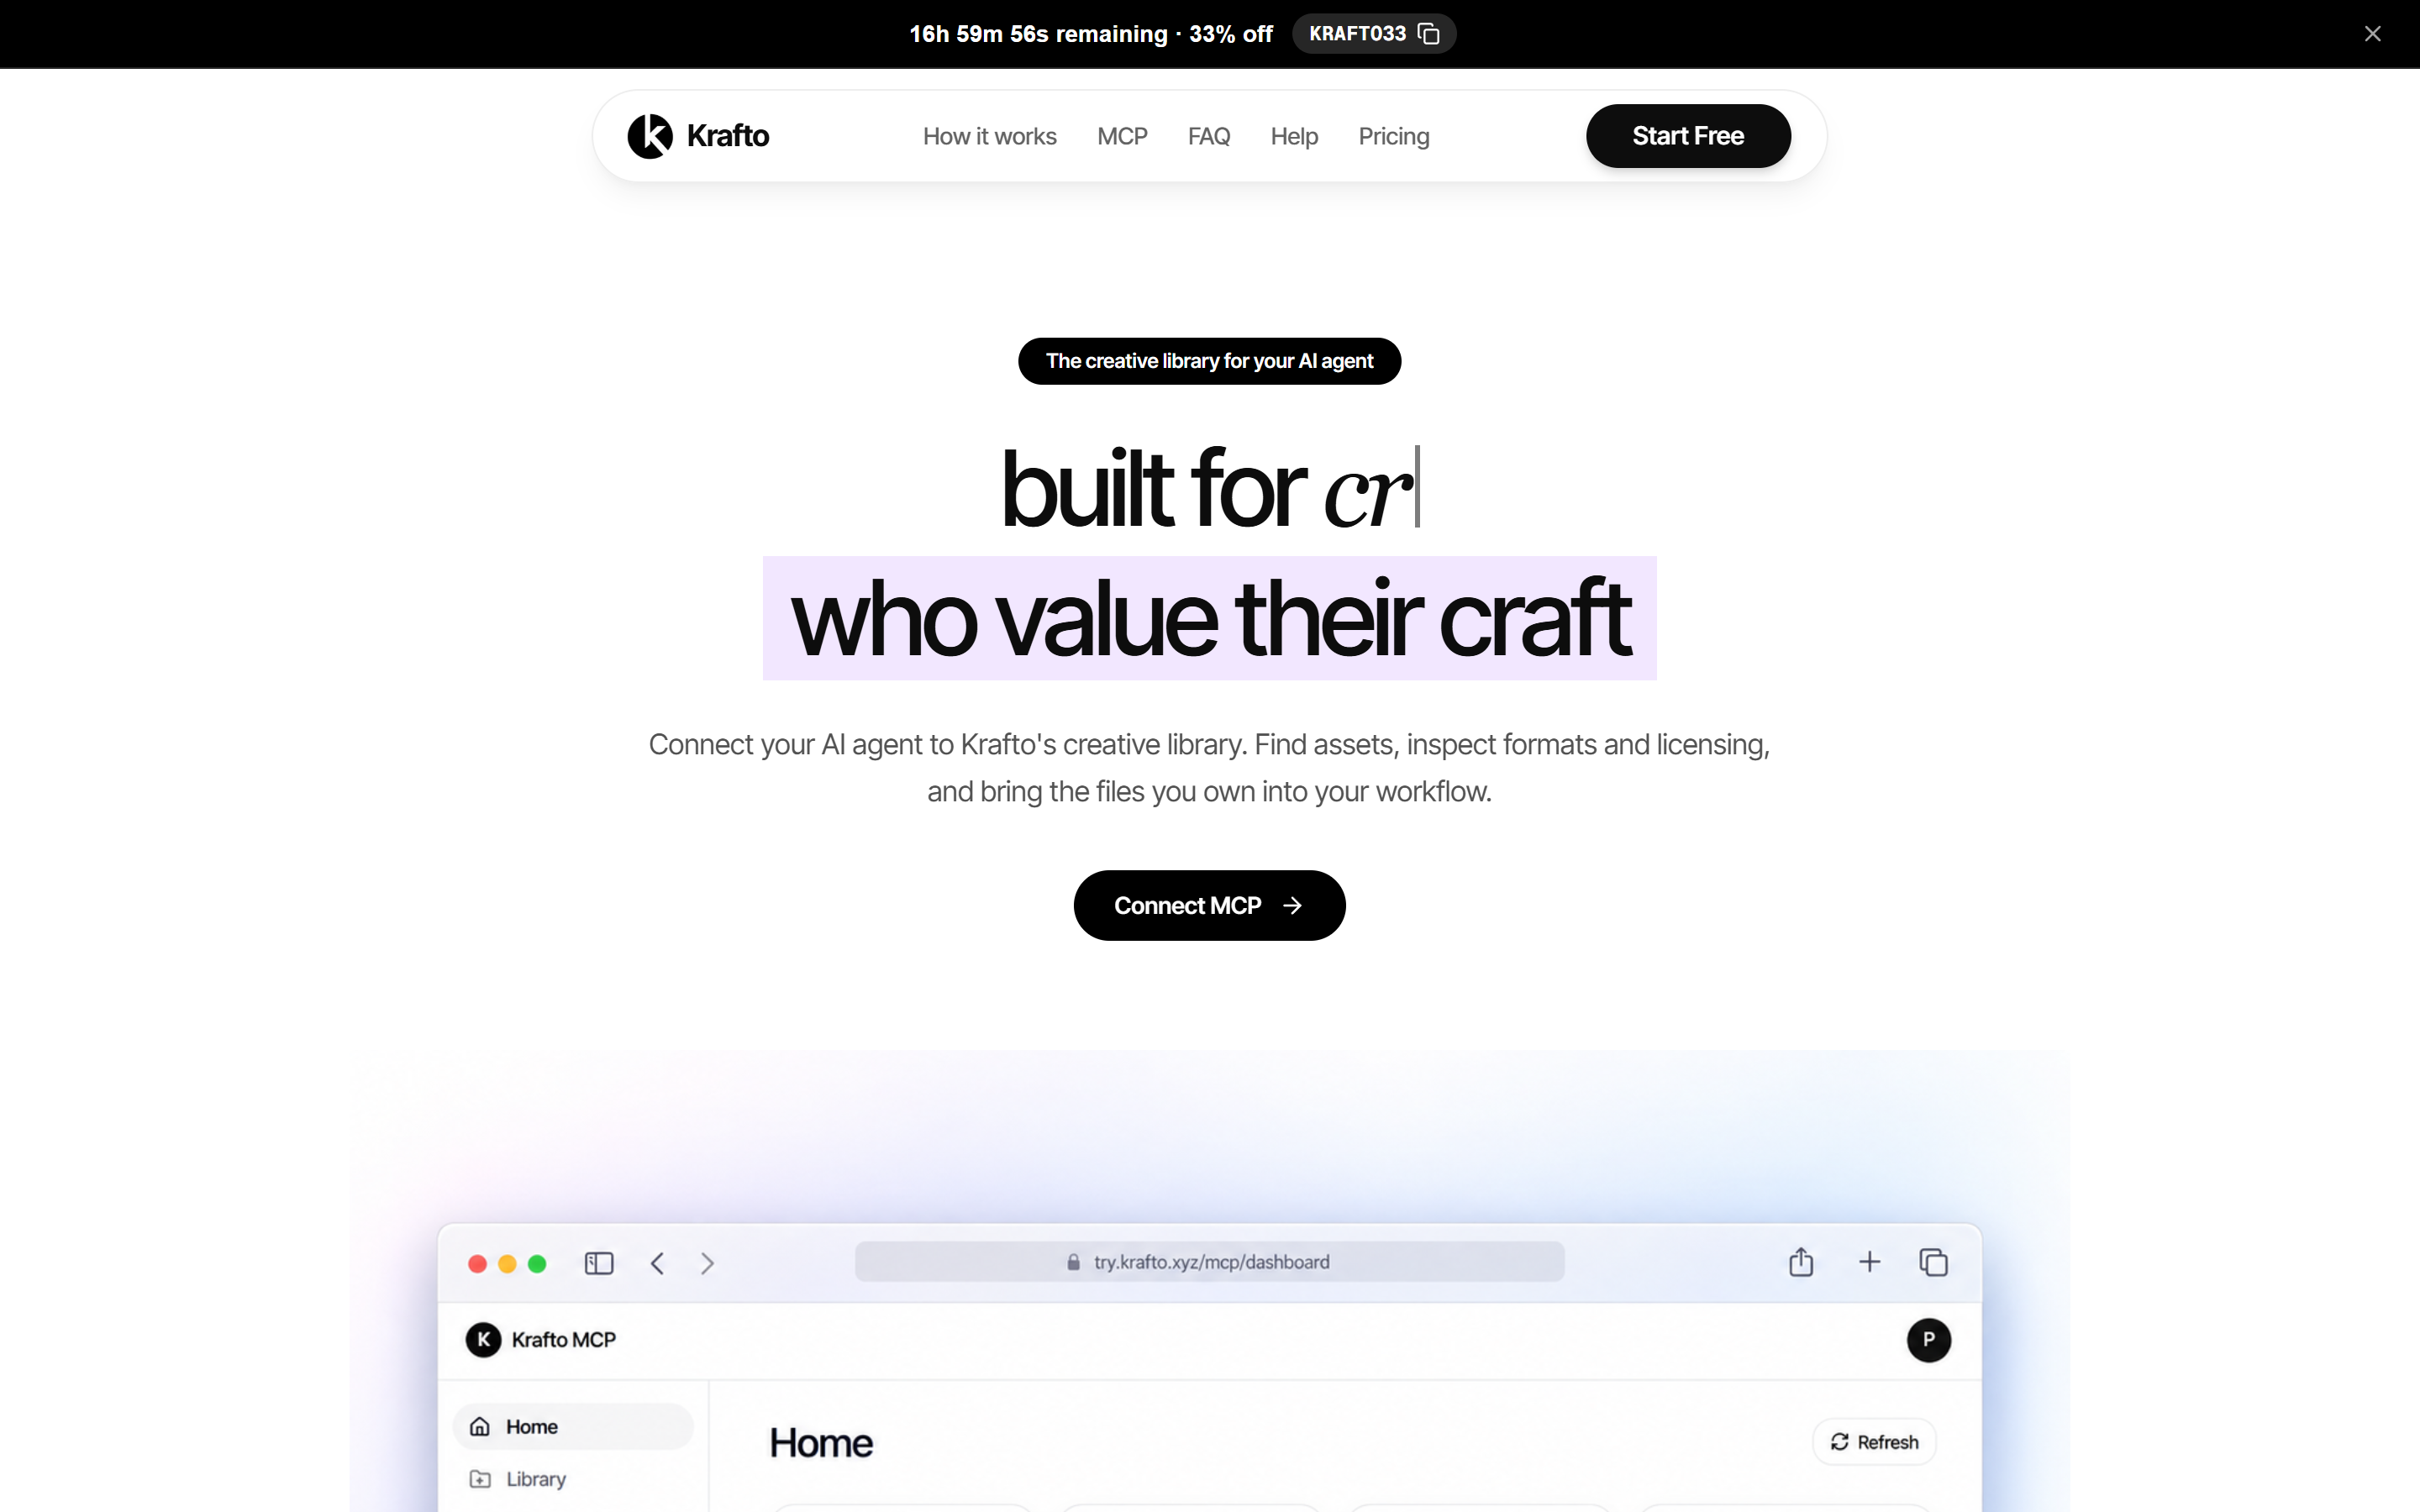 16h 59m 56s remaining · 33% off KRAFTO33
Krafto How it works MCP FAQ Help Pricing Start Free
The creative library for your AI agent
built for cr
who value their craft
Connect your AI agent to Krafto's creative library. Find assets, inspect formats and licensing,
and bring the files you own into your workflow.
Connect MCP →
try.krafto.xyz/mcp/dashboard
K Krafto MCP P
Home
Home Refresh
Library